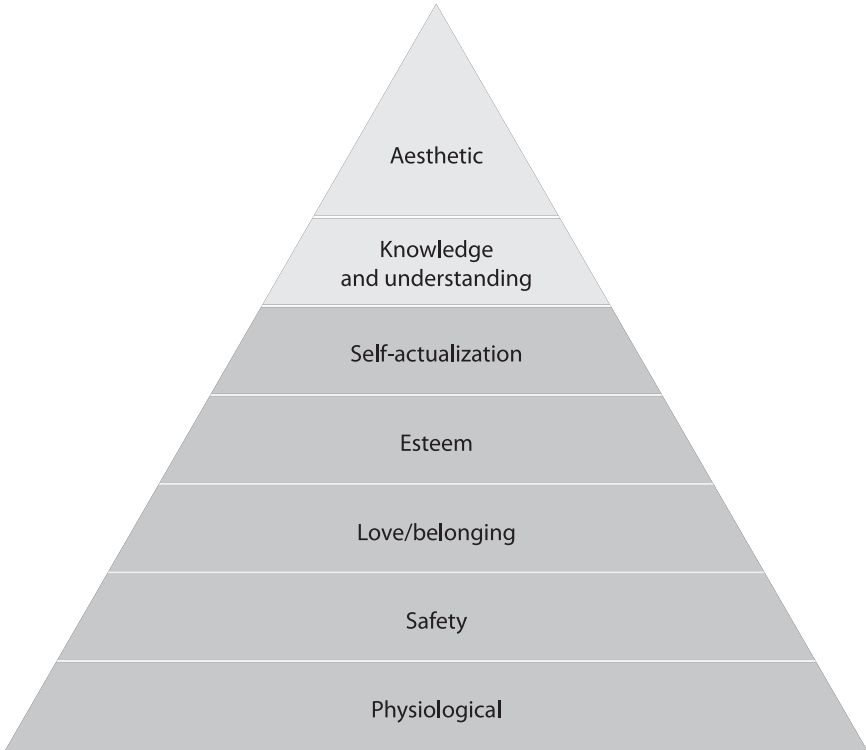 Aesthetic
Knowledge
and understanding
Self-actualization
Esteem
Love/belonging
Safety
Physiological